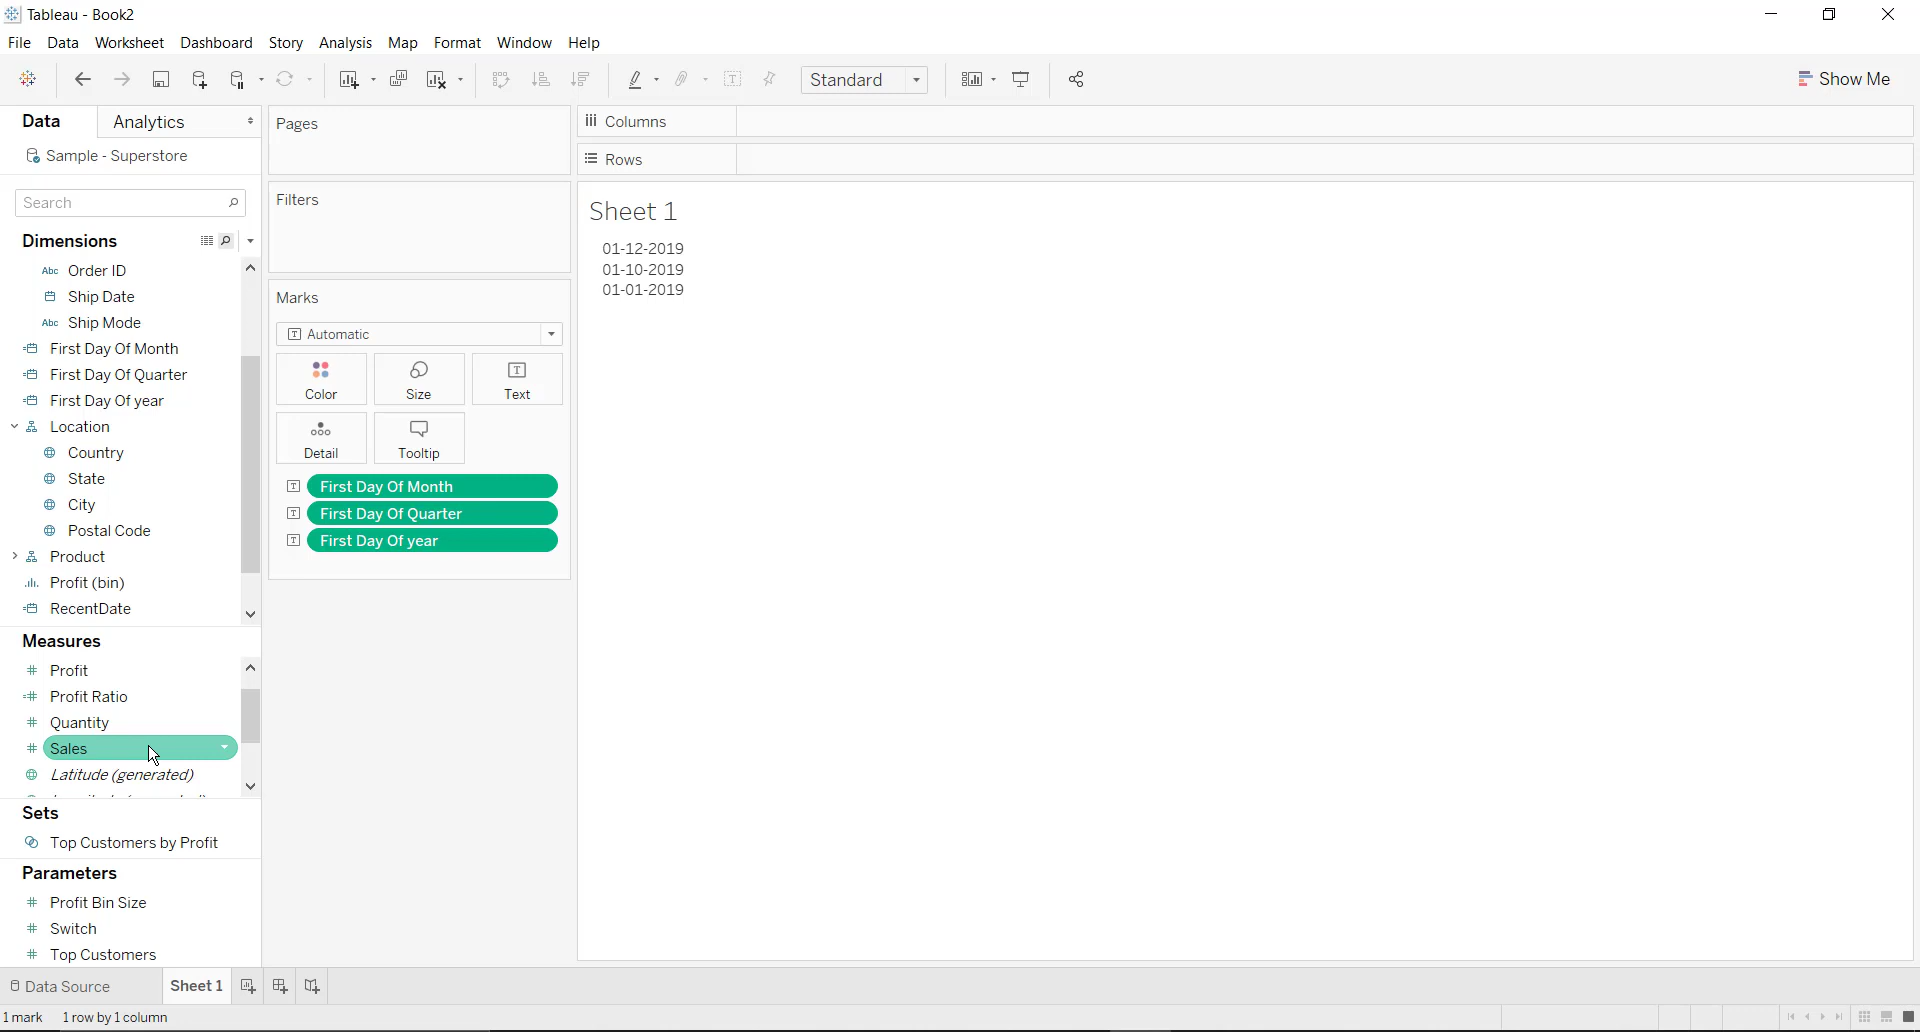 Tableau - Book2
File Data Worksheet Dashboard Story Analysis Map Format Window Help
Standard
Show Me
Data
Analytics
Sample - Superstore
Search
Dimensions
Abc Order ID
Ship Date
Abc Ship Mode
First Day Of Month
First Day Of Quarter
First Day Of year
Location
Country
State
City
Postal Code
Product
Profit (bin)
RecentDate
Measures
Profit
Profit Ratio
Quantity
Sales
Latitude (generated)
Sets
Top Customers by Profit
Parameters
Profit Bin Size
Switch
Top Customers
Pages
Filters
Marks
Automatic
Color
Size
Text
Detail
Tooltip
First Day Of Month
First Day Of Quarter
First Day Of year
Columns
Rows
Sheet 1
01-12-2019
01-10-2019
01-01-2019
Data Source
Sheet 1
1 mark 1 row by 1 column